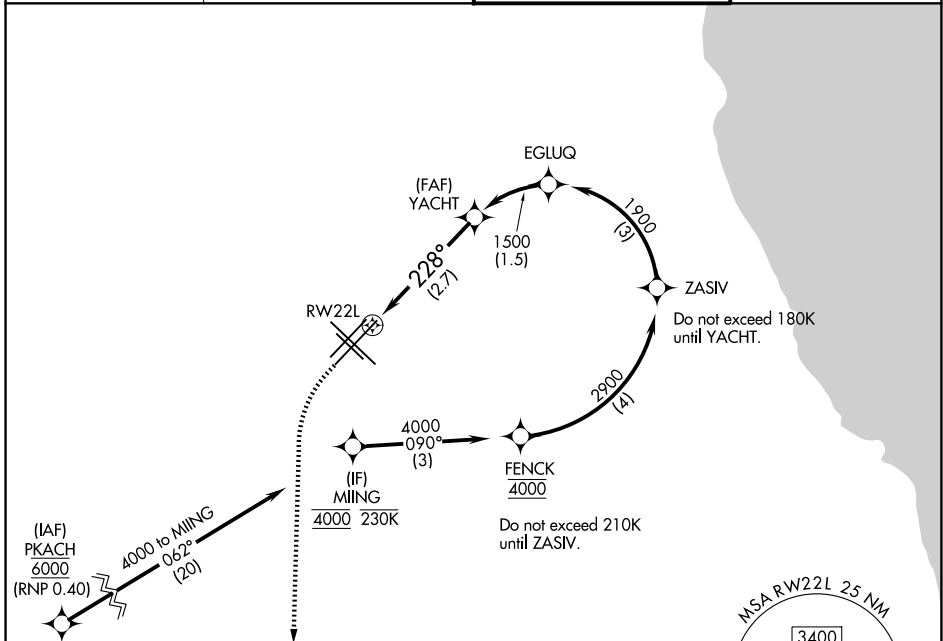 EGLUQ
(FAF)
YACHT
1900
(3)
1500
(1.5)
228°
(2.7)
ZASIV
RW22L
Do not exceed 180K
until YACHT.
2900
(4)
4000
090°
(3)
(IF)
MIING
4000 230K
FENCK
4000
Do not exceed 210K
until ZASIV.
(IAF)
PKACH
6000
(RNP 0.40)
4000 to MIING
062°
(20)
MSA RW22L 25 NM
3400